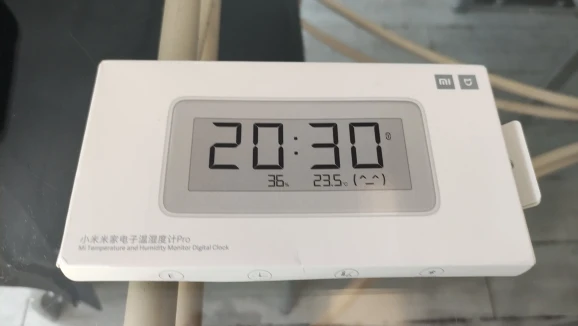 mi
20:30
36%
23.5℃ (^_^)
小米米家电子温湿度计Pro
Mi Temperature and Humidity Monitor Digital Clock